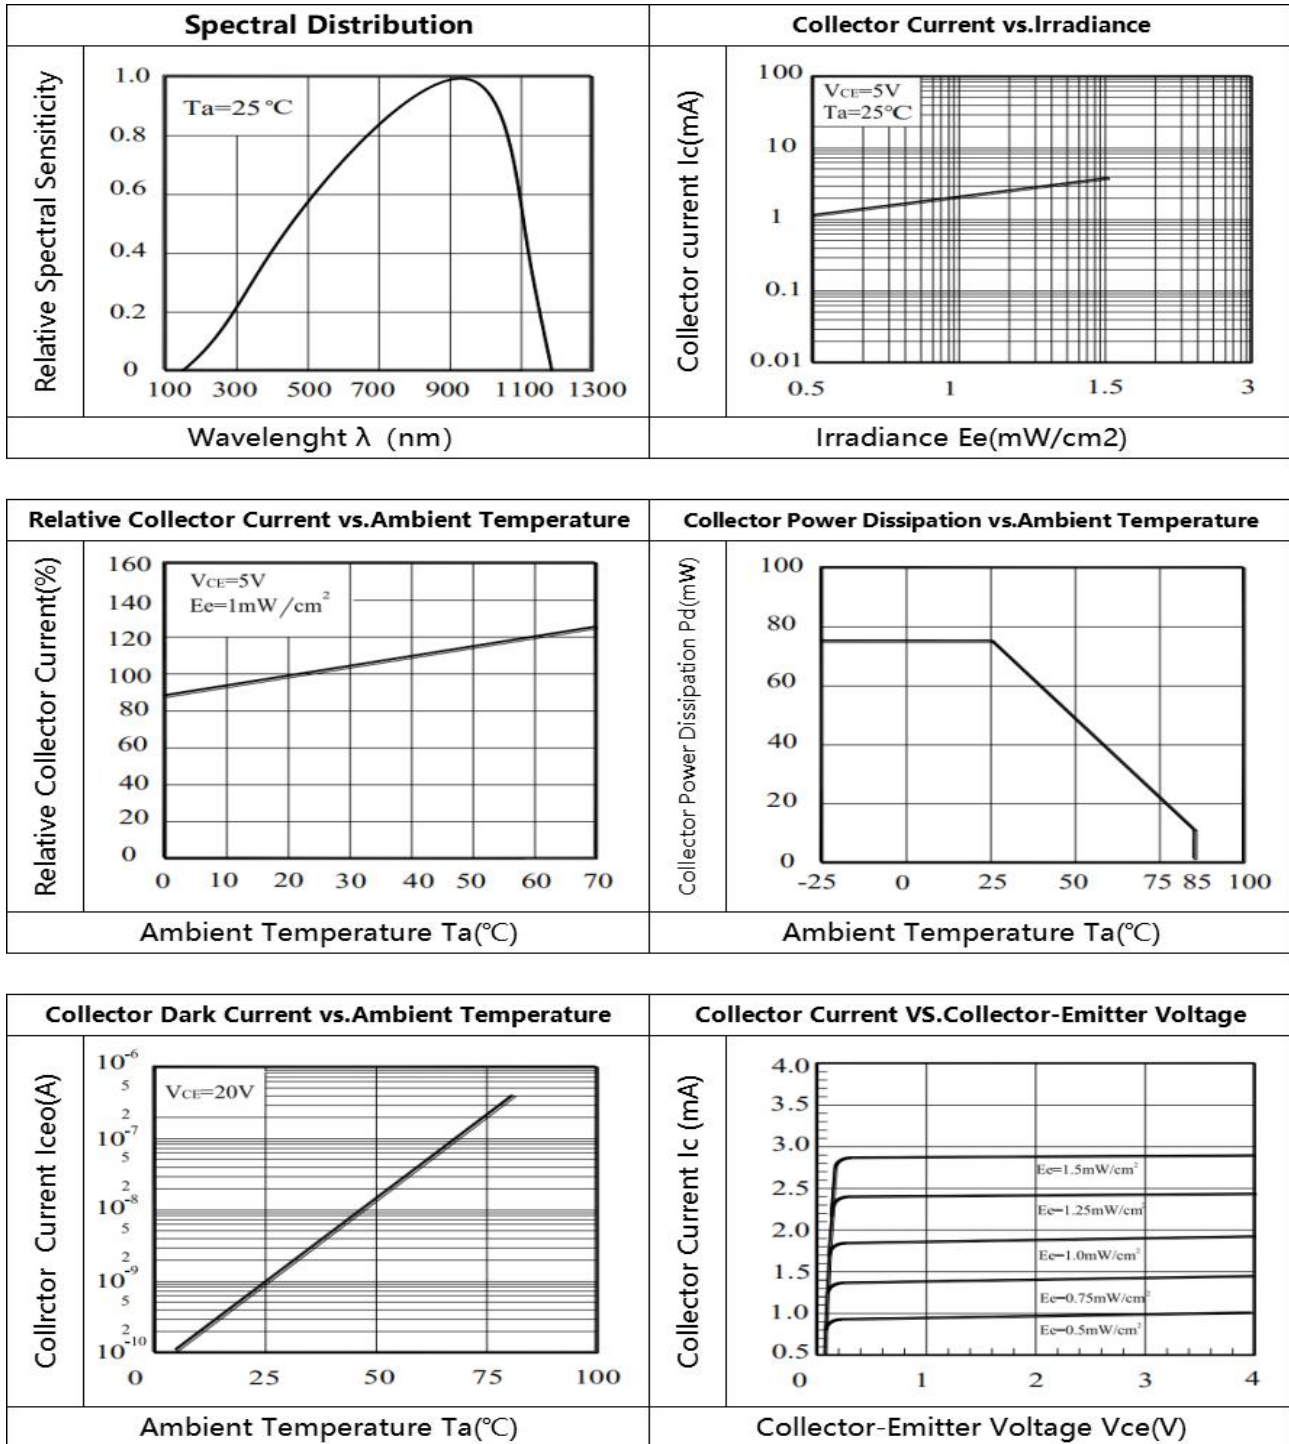 Spectral Distribution
Collector Current vs.Irradiance
Relative Spectral Sensiticity
1.0
0.8
0.6
0.4
0.2
0
Ta=25℃
100 300 500 700 900 1100 1300
Wavelenght λ (nm)
Collector current Ic(mA)
100
10
1
0.1
0.01
VCE=5V
Ta=25℃
0.5 1 1.5 3
Irradiance Ee(mW/cm2)
Relative Collector Current vs.Ambient Temperature
Collector Power Dissipation vs.Ambient Temperature
Relative Collector Current(%)
160
140
120
100
80
60
40
20
0
VCE=5V
Ee=1mW/cm²
0 10 20 30 40 50 60 70
Ambient Temperature Ta(℃)
Collector Power Dissipation Pd(mW)
100
80
60
40
20
0
-25 0 25 50 75 85 100
Ambient Temperature Ta(℃)
Collector Dark Current vs.Ambient Temperature
Collector Current VS.Collector-Emitter Voltage
Collrctor Current Iceo(A)
10⁻⁶
5
2
10⁻⁷
5
2
10⁻⁸
5
2
10⁻⁹
5
2
10⁻¹⁰
VCE=20V
0 25 50 75 100
Ambient Temperature Ta(℃)
Collector Current Ic (mA)
4.0
3.5
3.0
2.5
2.0
1.5
1.0
0.5
Ee=1.5mW/cm²
Ee=1.25mW/cm²
Ee=1.0mW/cm²
Ee=0.75mW/cm²
Ee=0.5mW/cm²
0 1 2 3 4
Collector-Emitter Voltage Vce(V)